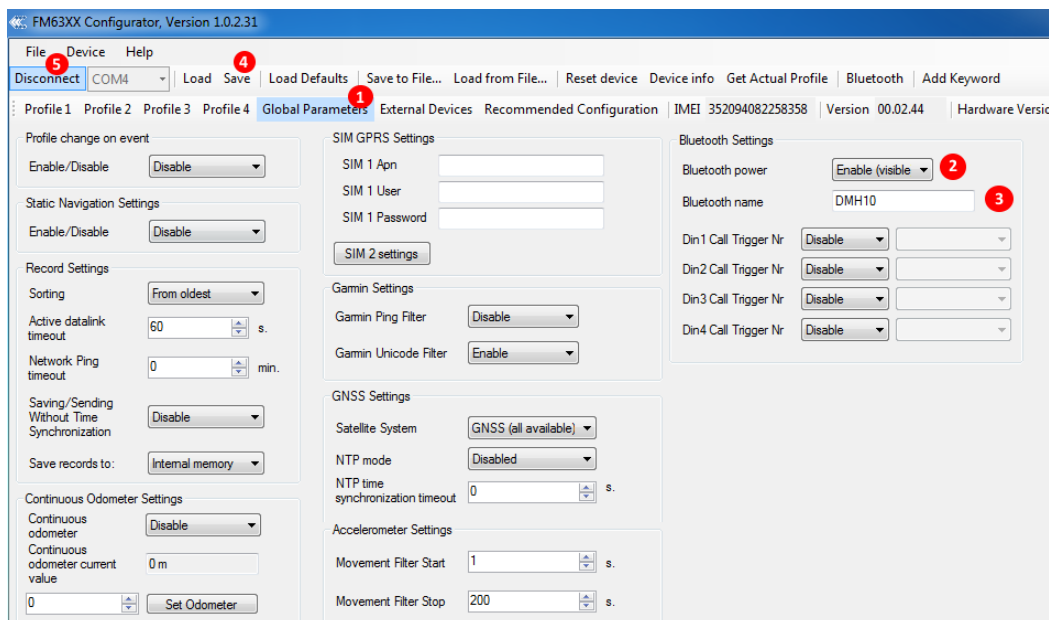 FM63XX Configurator, Version 1.0.2.31
File Device Help
5 4
Disconnect COM4 Load Save Load Defaults Save to File... Load from File... Reset device Device info Get Actual Profile Bluetooth Add Keyword
1
Profile 1 Profile 2 Profile 3 Profile 4 Global Parameters External Devices Recommended Configuration IMEI 352094082258358 Version 00.02.44 Hardware Versic
Profile change on event
Enable/Disable Disable
Static Navigation Settings
Enable/Disable Disable
Record Settings
Sorting From oldest
Active datalink
timeout 60 s.
Network Ping
timeout 0 min.
Saving/Sending
Without Time
Synchronization Disable
Save records to: Internal memory
Continuous Odometer Settings
Continuous
odometer Disable
Continuous
odometer current
value 0 m
0 Set Odometer
SIM GPRS Settings
SIM 1 Apn
SIM 1 User
SIM 1 Password
SIM 2 settings
Garmin Settings
Garmin Ping Filter Disable
Garmin Unicode Filter Enable
GNSS Settings
Satellite System GNSS (all available)
NTP mode Disabled
NTP time
synchronization timeout 0 s.
Accelerometer Settings
Movement Filter Start 1 s.
Movement Filter Stop 200 s.
Bluetooth Settings
Bluetooth power Enable (visible 2
Bluetooth name DMH10 3
Din1 Call Trigger Nr Disable
Din2 Call Trigger Nr Disable
Din3 Call Trigger Nr Disable
Din4 Call Trigger Nr Disable